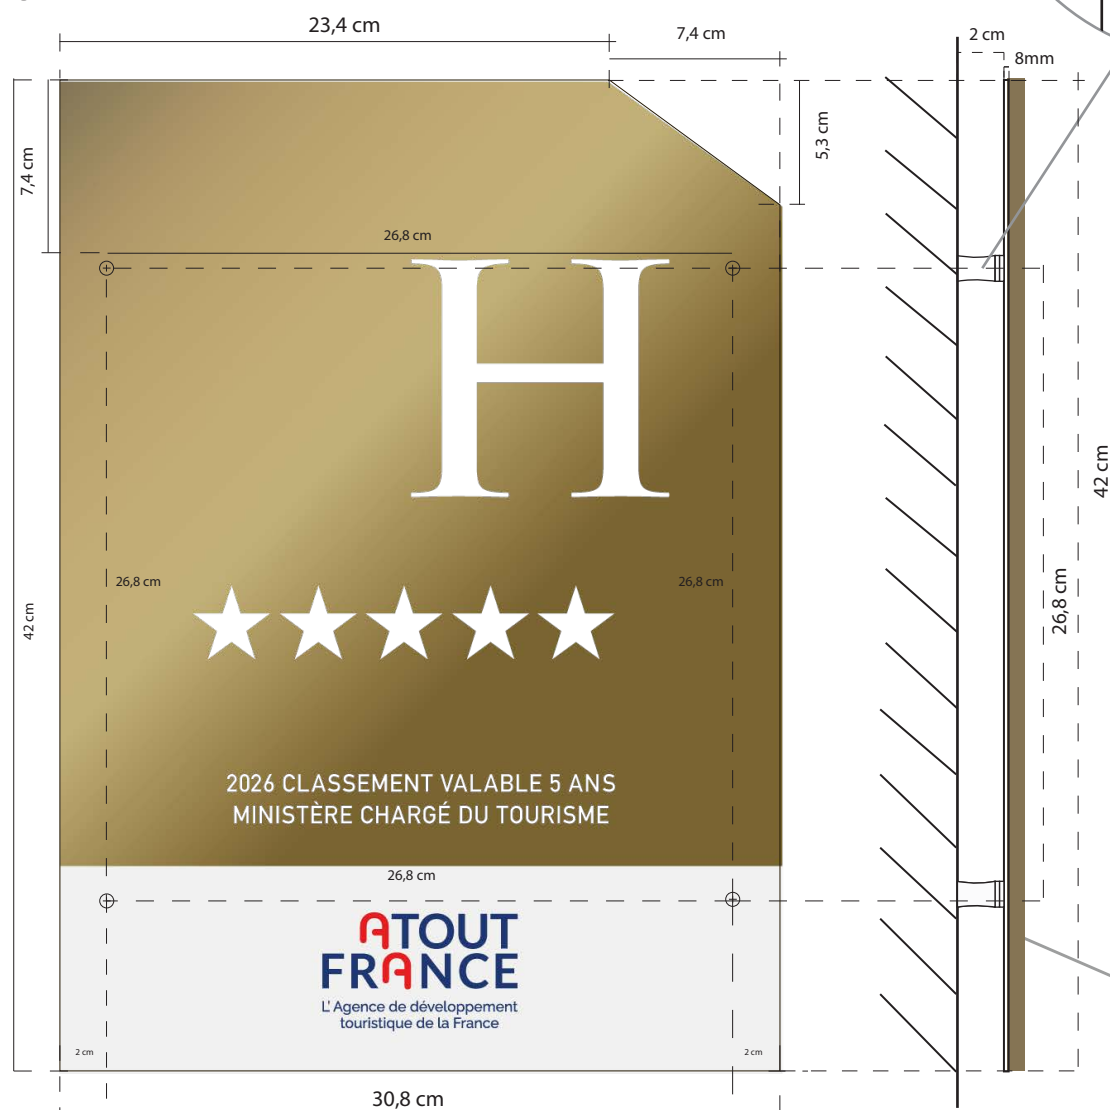 23,4 cm
7,4 cm
2 cm
8mm
7,4 cm
5,3 cm
26,8 cm
H
26,8 cm
26,8 cm
42 cm
42 cm
26,8 cm
2026 CLASSEMENT VALABLE 5 ANS
MINISTÈRE CHARGÉ DU TOURISME
26,8 cm
ATOUT
FRANCE
L'Agence de développement
touristique de la France
2 cm
2 cm
30,8 cm